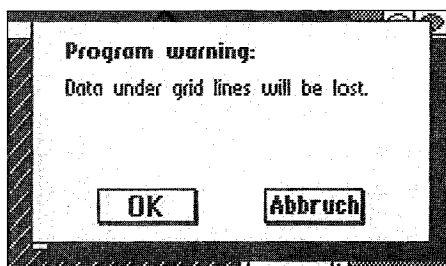 Program warning:
Data under grid lines will be lost.
OK
Abbruch